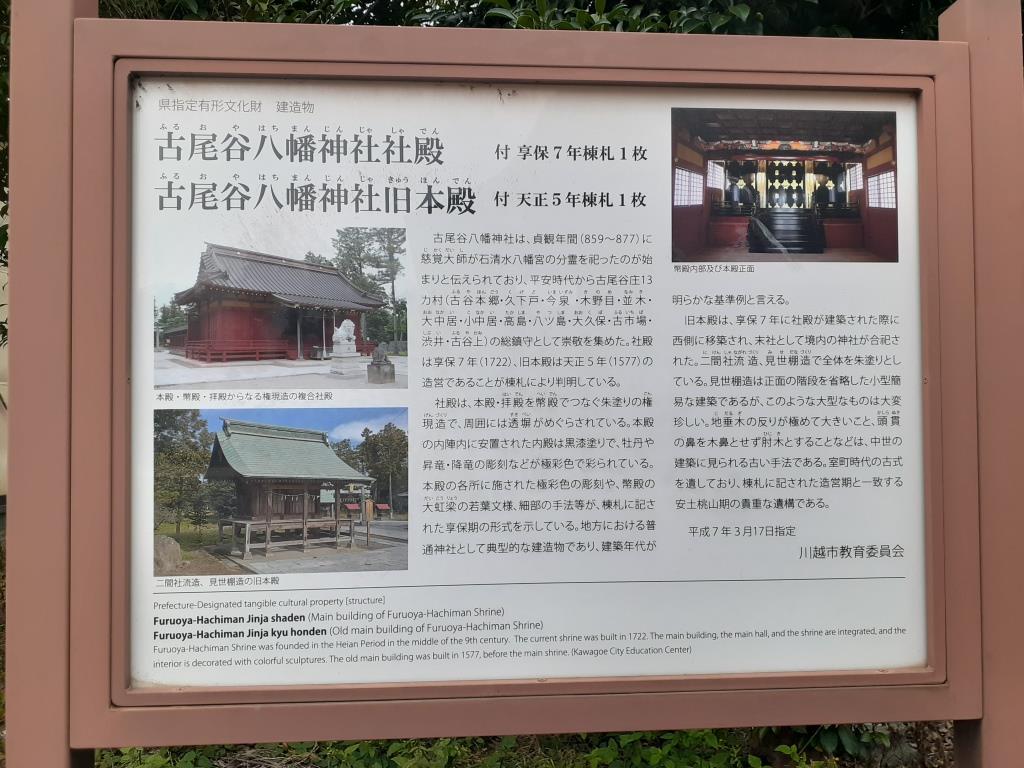 県指定有形文化財　建造物
古尾谷八幡神社社殿　付 享保７年棟札１枚
ふる お や はち まん じん じゃ しゃ でん
古尾谷八幡神社旧本殿　付 天正５年棟札１枚
ふる お や はち まん じん じゃ きゅう ほん でん
本殿・幣殿・拝殿からなる権現造の複合社殿
二間社流造、見世棚造の旧本殿
古尾谷八幡神社は、貞観年間（859～877）に
慈覚大師が石清水八幡宮の分霊を祀ったのが始
まりと伝えられており、平安時代から古尾谷庄13
カ村（古谷本郷・久下戸・今泉・木野目・並木・
大中居・小中居・高島・八ツ島・大久保・古市場・
渋井・古谷上）の総鎮守として崇敬を集めた。社殿
は享保７年（1722）、旧本殿は天正５年（1577）の
造営であることが棟札により判明している。
社殿は、本殿・拝殿を幣殿でつなぐ朱塗りの権
現造で、周囲には透塀がめぐらされている。本殿
の内陣内に安置された内殿は黒漆塗りで、牡丹や
昇竜・降竜の彫刻などが極彩色で彩られている。
本殿の各所に施された極彩色の彫刻や、幣殿の
大虹梁の若葉文様、細部の手法等が、棟札に記さ
れた享保期の形式を示している。地方における普
通神社として典型的な建造物であり、建築年代が
幣殿内部及び本殿正面
明らかな基準例と言える。
旧本殿は、享保７年に社殿が建築された際に
西側に移築され、末社として境内の神社が合祀さ
れた。二間社流造、見世棚造で全体を朱塗りとし
ている。見世棚造は正面の階段を省略した小型簡
易な建築であるが、このような大型なものは大変
珍しい。地垂木の反りが極めて大きいこと、頭貫
の鼻を木鼻とせず肘木とすることなどは、中世の
建築に見られる古い手法である。室町時代の古式
を遺しており、棟札に記された造営期と一致する
安土桃山期の貴重な遺構である。
平成７年３月17日指定
川越市教育委員会
Prefecture-Designated tangible cultural property [structure]
Furuoya-Hachiman Jinja shaden (Main building of Furuoya-Hachiman Shrine)
Furuoya-Hachiman Jinja kyu honden (Old main building of Furuoya-Hachiman Shrine)
Furuoya-Hachiman Shrine was founded in the Heian Period in the middle of the 9th century. The current shrine was built in 1722. The main building, the main hall, and the shrine are integrated, and the
interior is decorated with colorful sculptures. The old main building was built in 1577, before the main shrine. (Kawagoe City Education Center)